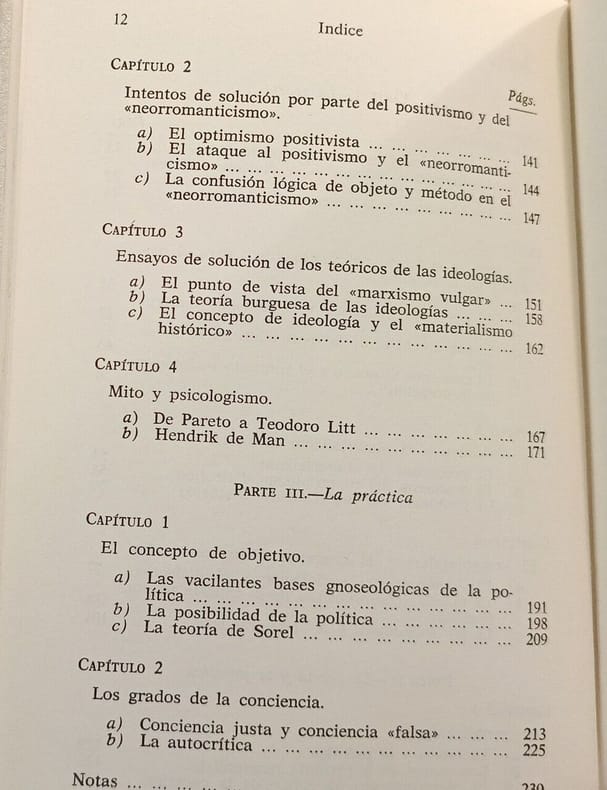 12
Indice
CAPÍTULO 2
Págs.
Intentos de solución por parte del positivismo y del
«neorromanticismo».
a) El optimismo positivista ... ... ... ... ... ... 141
b) El ataque al positivismo y el «neorromanti-
cismo» ... ... ... ... ... ... ... ... ... ... ... 144
c) La confusión lógica de objeto y método en el
«neorromanticismo» ... ... ... ... ... ... ... ... 147
CAPÍTULO 3
Ensayos de solución de los teóricos de las ideologías.
a) El punto de vista del «marxismo vulgar» ... 151
b) La teoría burguesa de las ideologías ... ... ... 158
c) El concepto de ideología y el «materialismo
histórico» ... ... ... ... ... ... ... ... ... ... ... 162
CAPÍTULO 4
Mito y psicologismo.
a) De Pareto a Teodoro Litt ... ... ... ... ... ... 167
b) Hendrik de Man ... ... ... ... ... ... ... ... ... 171
PARTE III.—La práctica
CAPÍTULO 1
El concepto de objetivo.
a) Las vacilantes bases gnoseológicas de la po-
lítica ... ... ... ... ... ... ... ... ... ... ... ... 191
b) La posibilidad de la política ... ... ... ... ... 198
c) La teoría de Sorel ... ... ... ... ... ... ... ... 209
CAPÍTULO 2
Los grados de la conciencia.
a) Conciencia justa y conciencia «falsa» ... ... ... 213
b) La autocrítica ... ... ... ... ... ... ... ... ... ... 225
Notas ... ... ... ... ... ... ... ... ... ... ... ... ... 230